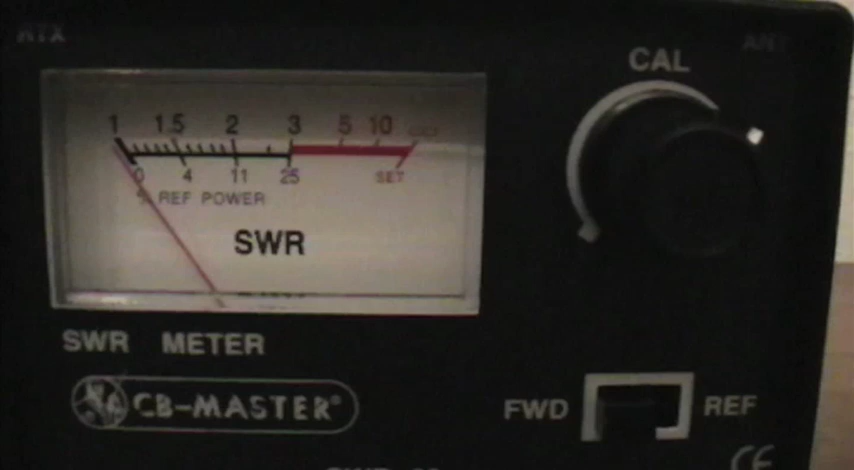 RTX ANT
CAL
1 1.5 2 3 5 10
0 4 11 25 SET
% REF POWER
SWR
SWR METER
CB-MASTER®
FWD REF
CE